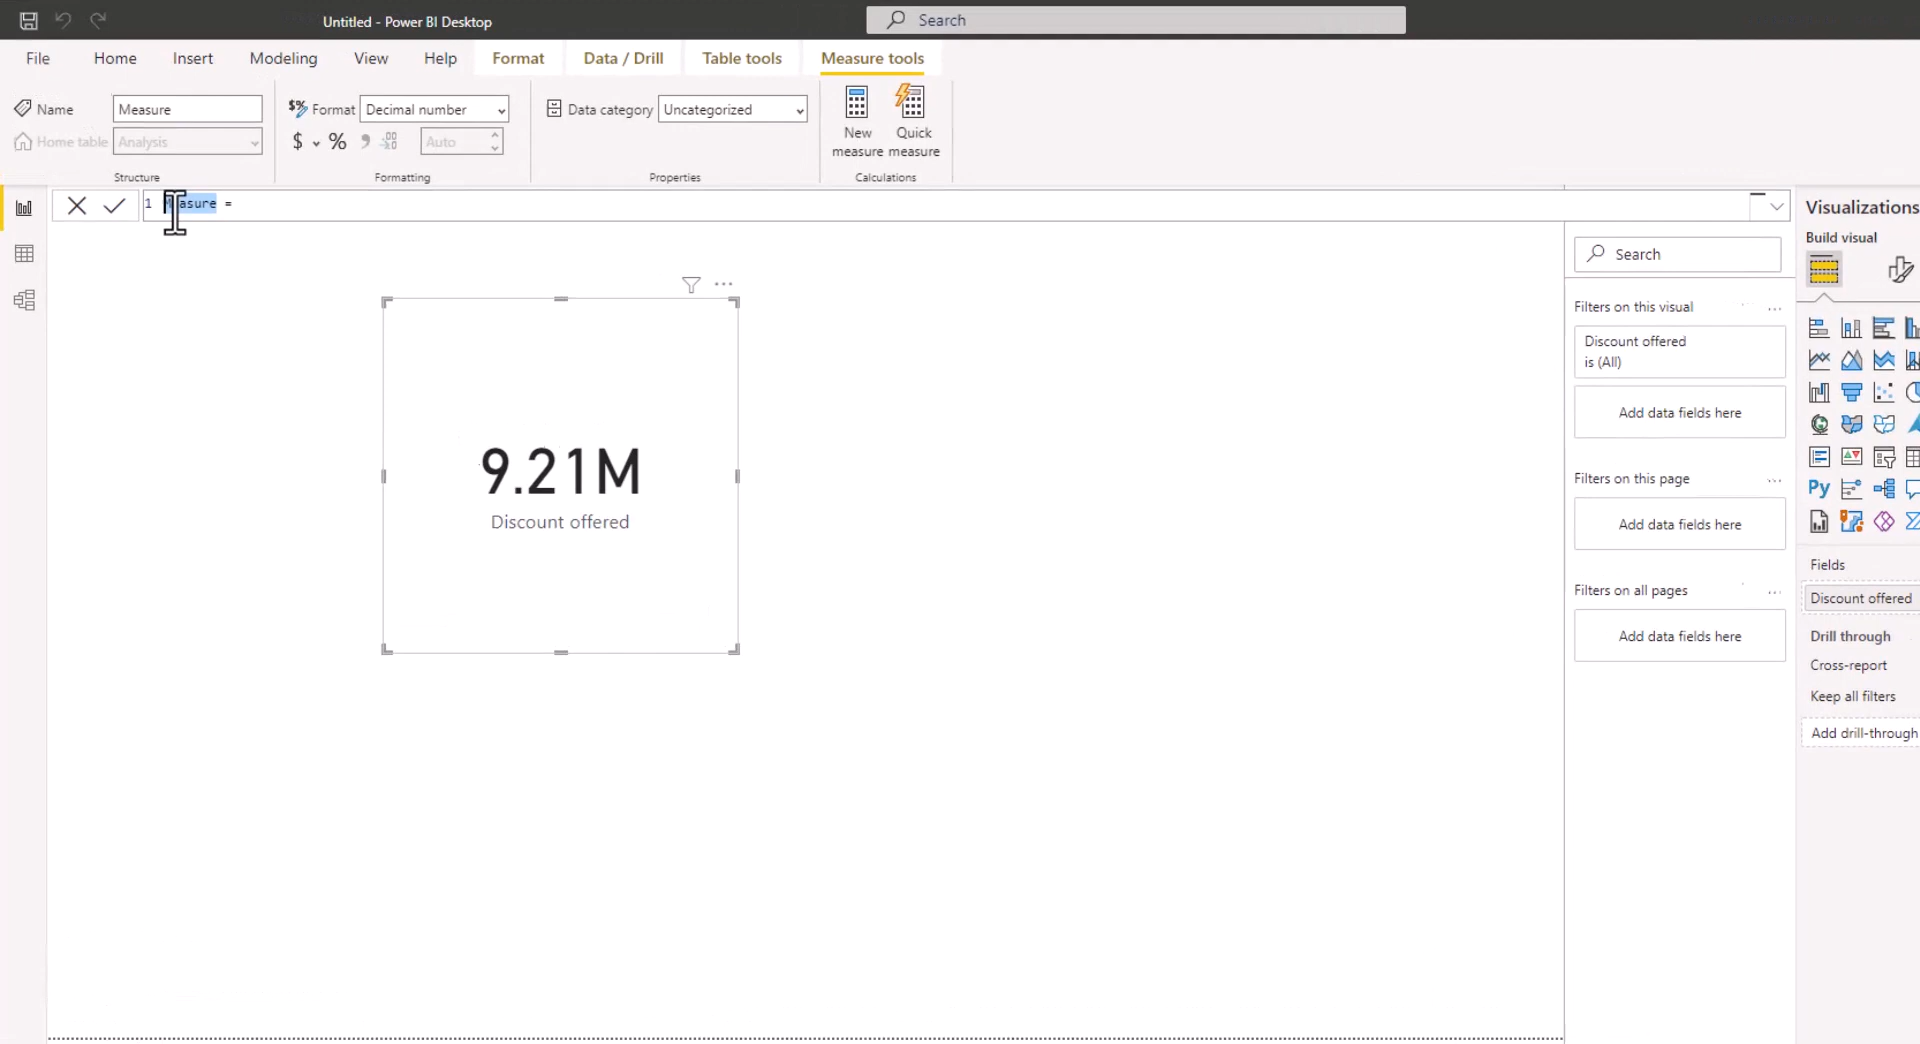 Untitled - Power BI Desktop
Search
File Home Insert Modeling View Help Format Data / Drill Table tools Measure tools
Name Measure
Home table Analysis
Structure
$% Format Decimal number
$ % Auto
Formatting
Data category Uncategorized
Properties
New measure
Quick measure
Calculations
1 Measure =
Search
Filters on this visual ...
Discount offered
is (All)
Add data fields here
Filters on this page ...
Add data fields here
Filters on all pages ...
Add data fields here
9.21M
Discount offered
Visualizations
Build visual
Py
Fields
Discount offered
Drill through
Cross-report
Keep all filters
Add drill-through